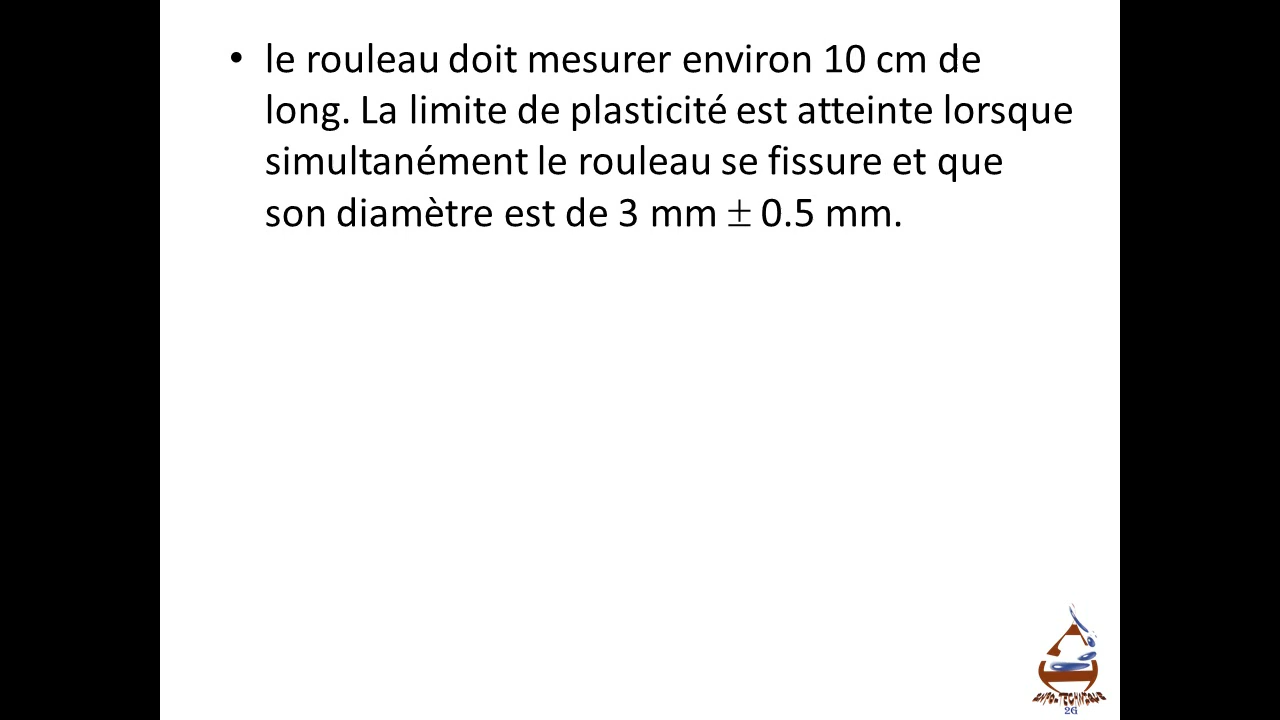 • le rouleau doit mesurer environ 10 cm de
long. La limite de plasticité est atteinte lorsque
simultanément le rouleau se fissure et que
son diamètre est de 3 mm ± 0.5 mm.
2G